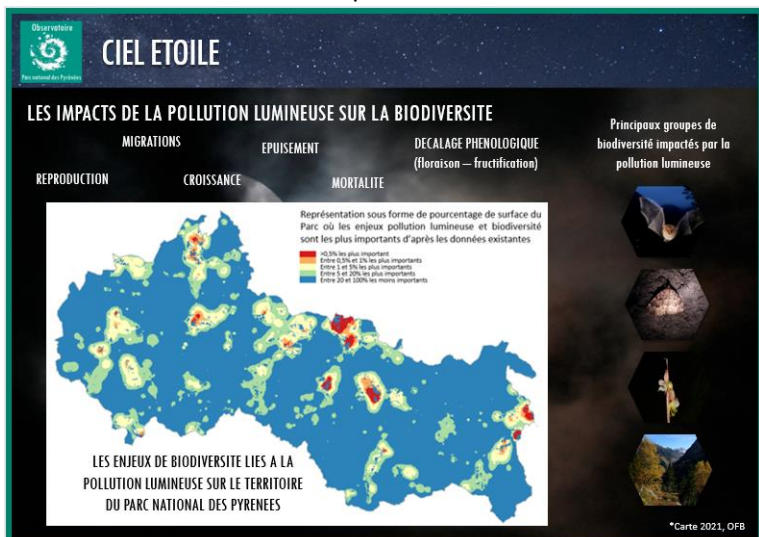 Observatoire
Parc national des Pyrénées
CIEL ETOILE
LES IMPACTS DE LA POLLUTION LUMINEUSE SUR LA BIODIVERSITE
MIGRATIONS
EPUISEMENT
DECALAGE PHENOLOGIQUE
(floraison – fructification)
REPRODUCTION
CROISSANCE
MORTALITE
Principaux groupes de
biodiversité impactés par la
pollution lumineuse
Représentation sous forme de pourcentage de surface du
Parc où les enjeux pollution lumineuse et biodiversité
sont les plus importants d'après les données existantes
>0,5% les plus important
Entre 0,5% et 1% les plus importants
Entre 1 et 5% les plus importants
Entre 5 et 20% les plus importants
Entre 20 et 100% les moins importants
LES ENJEUX DE BIODIVERSITE LIES A LA
POLLUTION LUMINEUSE SUR LE TERRITOIRE
DU PARC NATIONAL DES PYRENEES
*Carte 2021, OFB